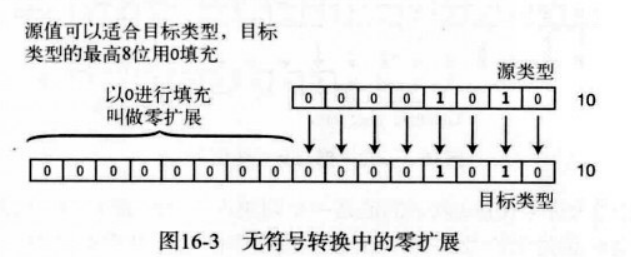 源值可以适合目标类型，目标
类型的最高8位用0填充
源类型
以0进行填充
叫做零扩展
0 0 0 0 1 0 1 0 10
0 0 0 0 0 0 0 0 0 0 0 0 1 0 1 0 10
目标类型
图16-3 无符号转换中的零扩展